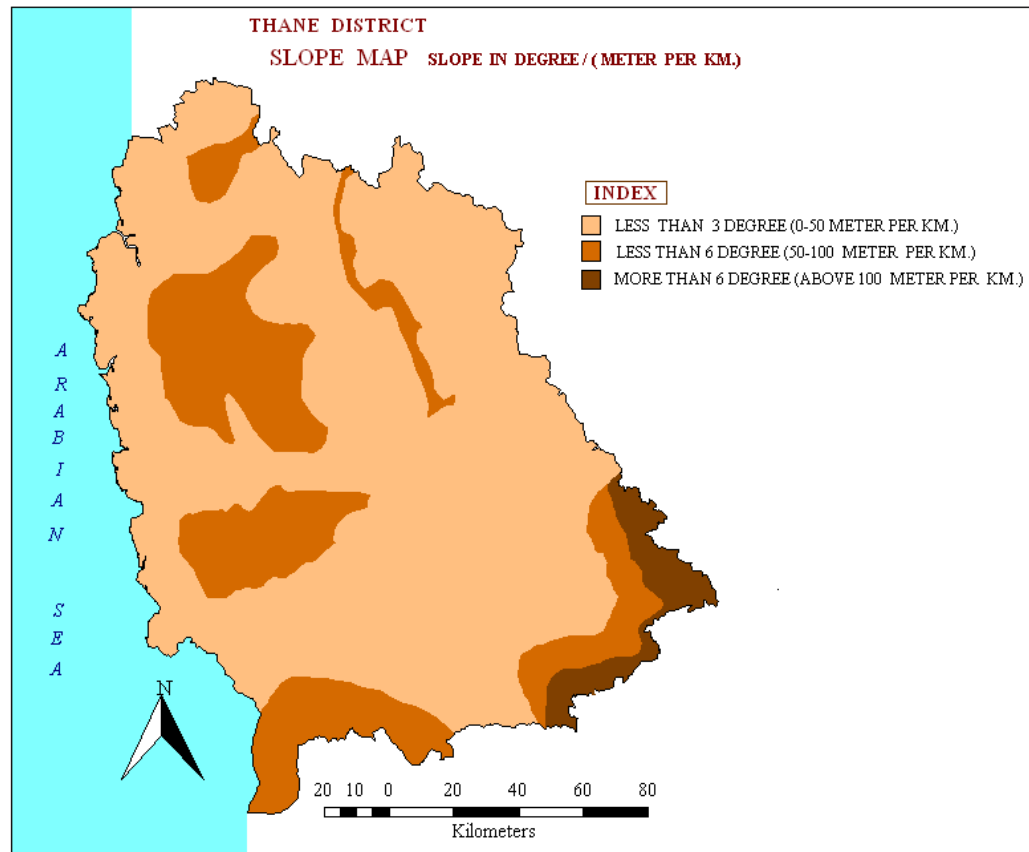 THANE DISTRICT
SLOPE MAP SLOPE IN DEGREE / ( METER PER KM.)
INDEX
LESS THAN 3 DEGREE (0-50 METER PER KM.)
LESS THAN 6 DEGREE (50-100 METER PER KM.)
MORE THAN 6 DEGREE (ABOVE 100 METER PER KM.)
ARABIAN SEA
N
20 10 0 20 40 60 80
Kilometers